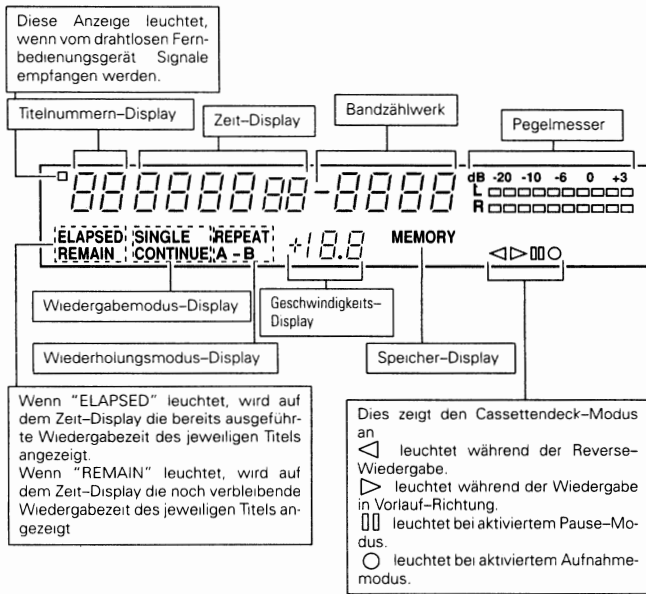 Diese Anzeige leuchtet,
wenn vom drahtlosen Fern-
bedienungsgerät Signale
empfangen werden.
Titelnummern–Display
Zeit–Display
Bandzählwerk
Pegelmesser
dB -20 -10 -6 0 +3
L
R
ELAPSED SINGLE REPEAT +18.8 MEMORY
REMAIN CONTINUE A - B
Wiedergabemodus–Display
Geschwindigkeits–
Display
Wiederholungsmodus–Display
Speicher–Display
Wenn "ELAPSED" leuchtet, wird auf
dem Zeit–Display die bereits ausgeführ-
te Wiedergabezeit des jeweiligen Titels
angezeigt.
Wenn "REMAIN" leuchtet, wird auf
dem Zeit–Display die noch verbleibende
Wiedergabezeit des jeweiligen Titels an-
gezeigt
Dies zeigt den Cassettendeck–Modus
an
◁ leuchtet während der Reverse–
Wiedergabe.
▷ leuchtet während der Wiedergabe
in Vorlauf–Richtung.
▯▯ leuchtet bei aktiviertem Pause–Mo-
dus.
○ leuchtet bei aktiviertem Aufnahme-
modus.